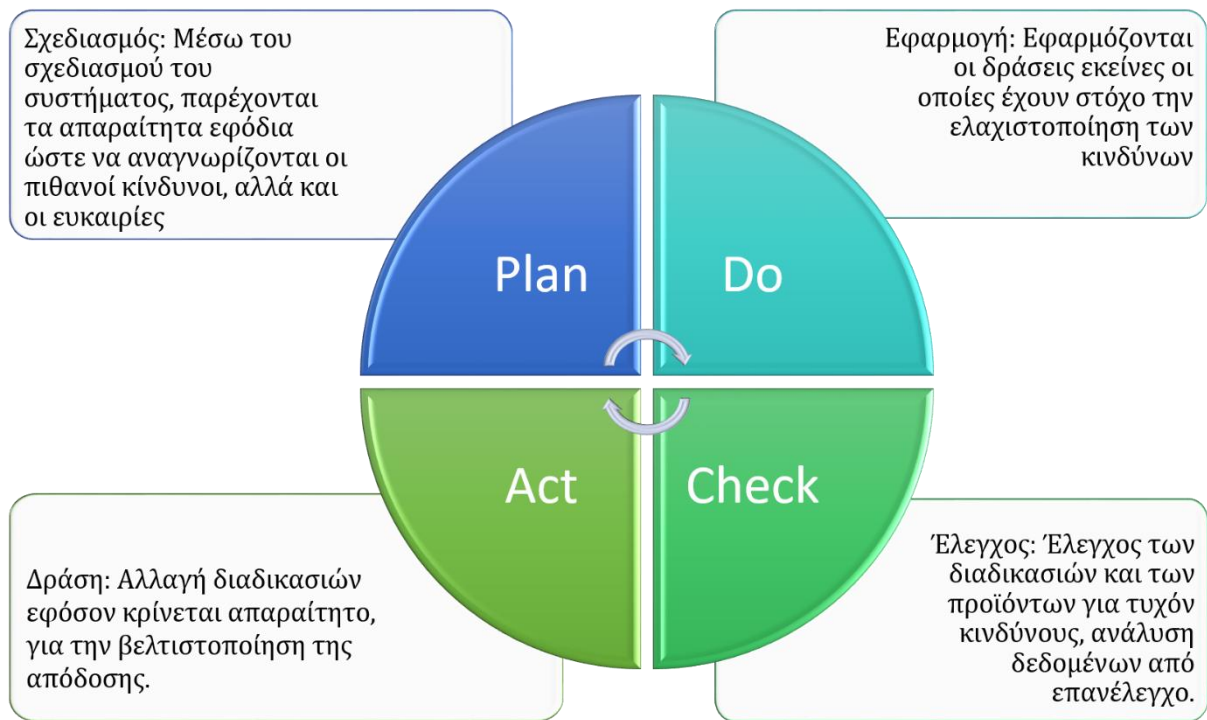 Σχεδιασμός: Μέσω του
σχεδιασμού του
συστήματος, παρέχονται
τα απαραίτητα εφόδια
ώστε να αναγνωρίζονται οι
πιθανοί κίνδυνοι, αλλά και
οι ευκαιρίες
Εφαρμογή: Εφαρμόζονται
οι δράσεις εκείνες οι
οποίες έχουν στόχο την
ελαχιστοποίηση των
κινδύνων
Plan
Do
Act
Check
Δράση: Αλλαγή διαδικασιών
εφόσον κρίνεται απαραίτητο,
για την βελτιστοποίηση της
απόδοσης.
Έλεγχος: Έλεγχος των
διαδικασιών και των
προϊόντων για τυχόν
κινδύνους, ανάλυση
δεδομένων από
επανέλεγχο.